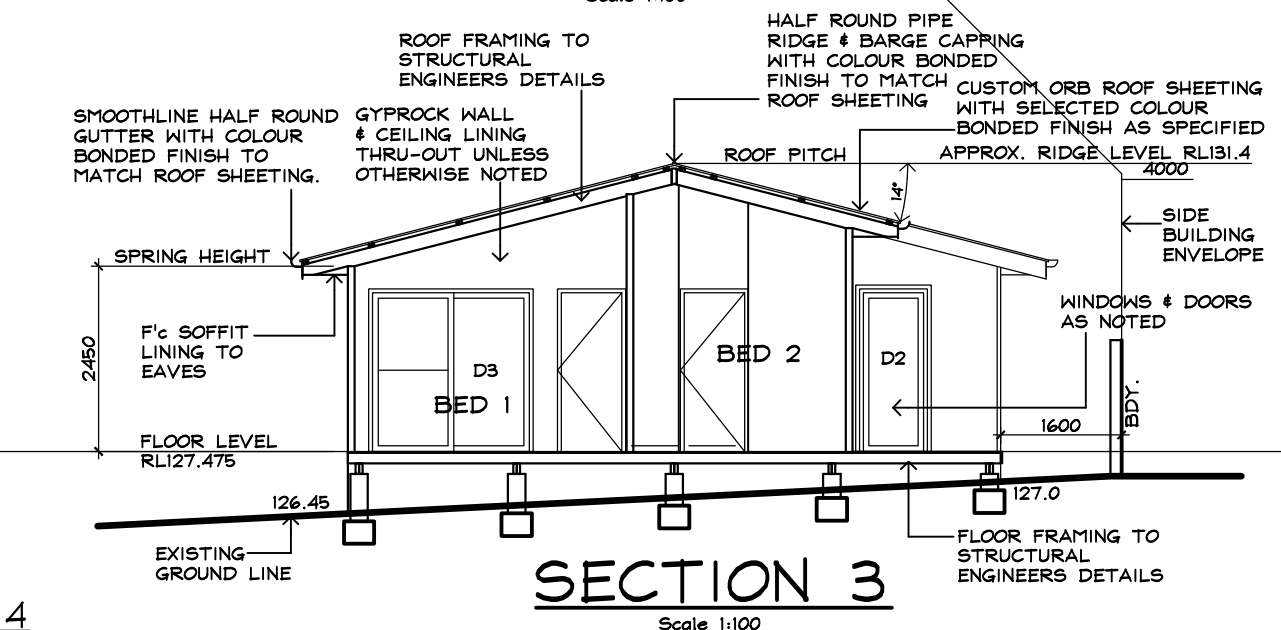 HALF ROUND PIPE
RIDGE & BARGE CAPPING
WITH COLOUR BONDED
FINISH TO MATCH
ROOF SHEETING
ROOF FRAMING TO
STRUCTURAL
ENGINEERS DETAILS
CUSTOM ORB ROOF SHEETING
WITH SELECTED COLOUR
BONDED FINISH AS SPECIFIED
SMOOTHLINE HALF ROUND
GUTTER WITH COLOUR
BONDED FINISH TO
MATCH ROOF SHEETING.
GYPROCK WALL
& CEILING LINING
THRU-OUT UNLESS
OTHERWISE NOTED
ROOF PITCH
APPROX. RIDGE LEVEL RL131.4
4000
14°
SIDE
BUILDING
ENVELOPE
SPRING HEIGHT
WINDOWS & DOORS
AS NOTED
F'c SOFFIT
LINING TO
EAVES
2450
D3
BED 1
BED 2
D2
BDY.
1600
FLOOR LEVEL
RL127.475
126.45
127.0
EXISTING
GROUND LINE
FLOOR FRAMING TO
STRUCTURAL
ENGINEERS DETAILS
SECTION 3
Scale 1:100
4